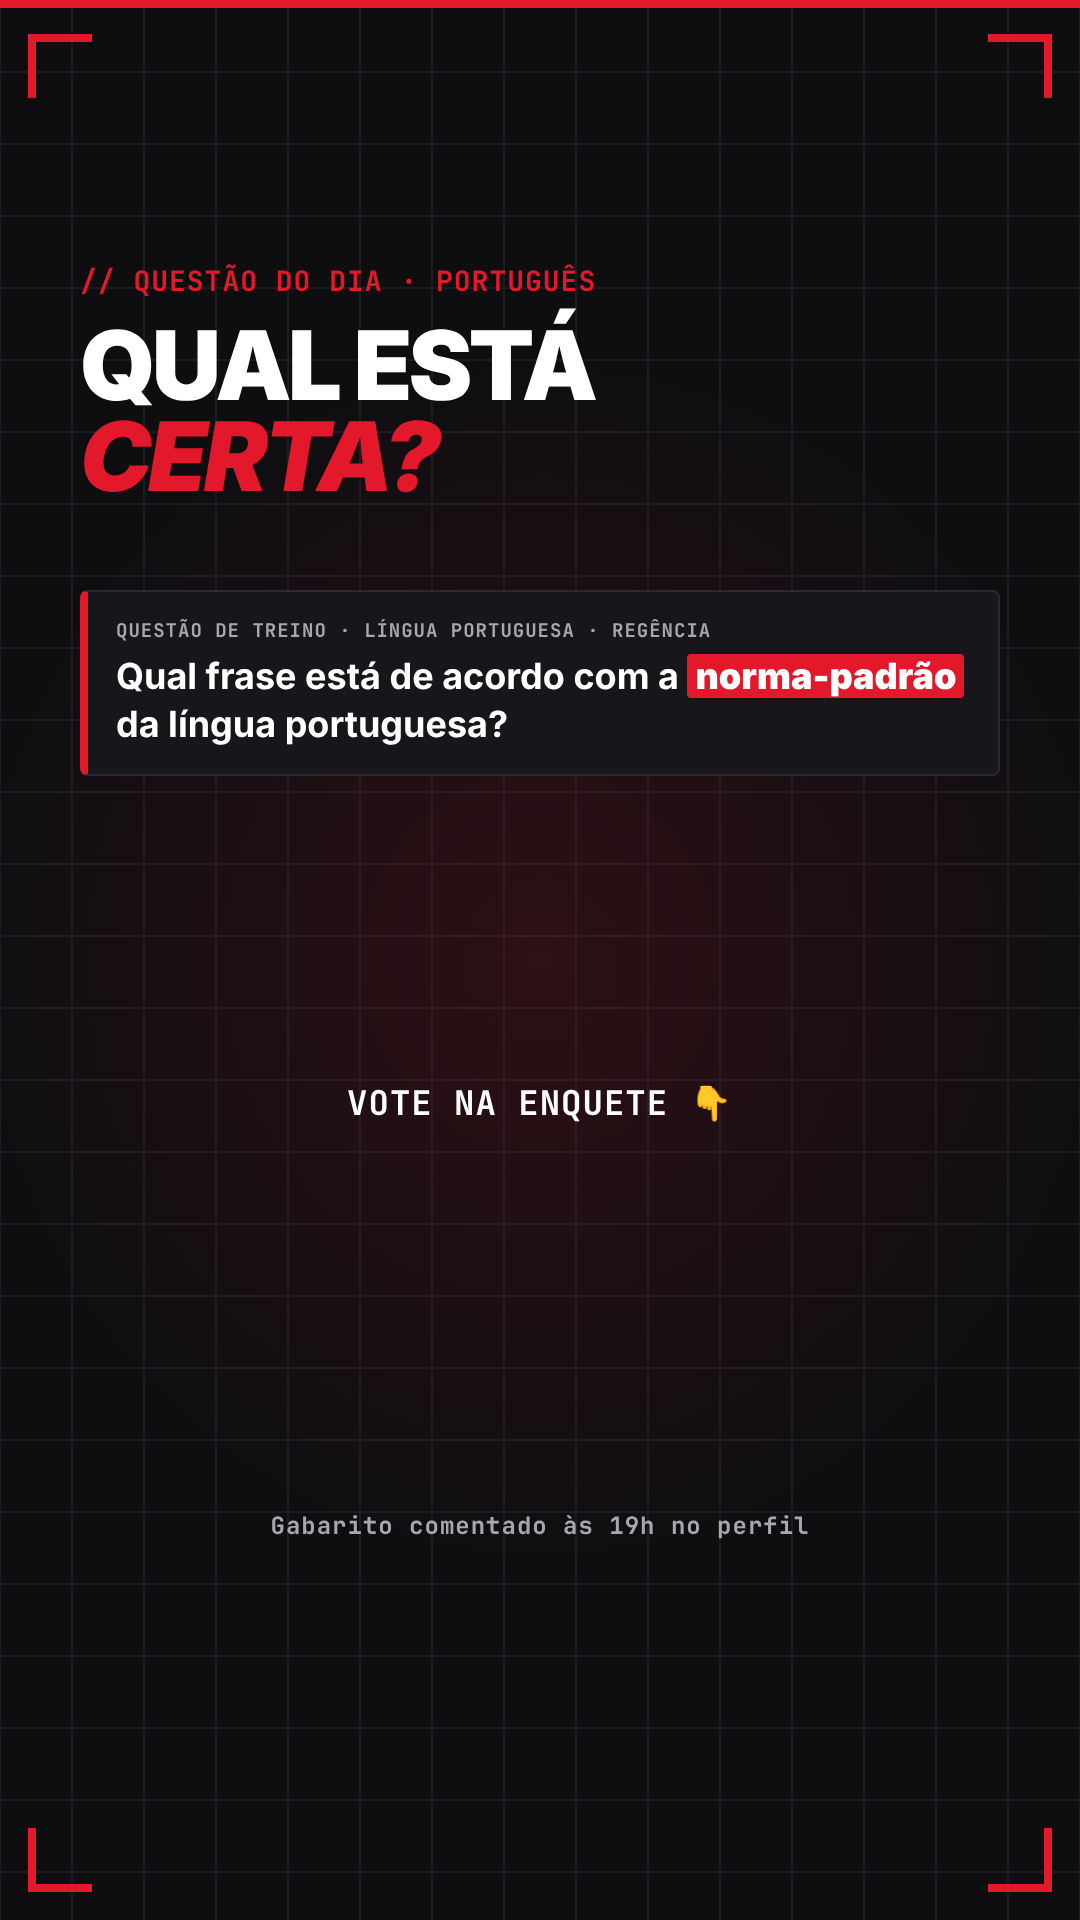 // QUESTÃO DO DIA · PORTUGUÊS
QUAL ESTÁ
CERTA?
QUESTÃO DE TREINO · LÍNGUA PORTUGUESA · REGÊNCIA
Qual frase está de acordo com a norma-padrão
da língua portuguesa?
VOTE NA ENQUETE 👇
Gabarito comentado às 19h no perfil